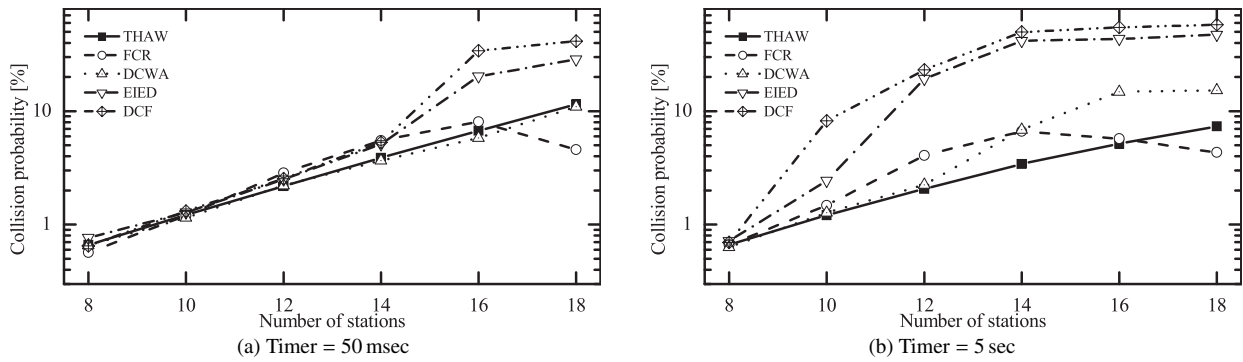 Collision probability [%]
10
1
THAW
FCR
DCWA
EIED
DCF
8 10 12 14 16 18
Number of stations
(a) Timer = 50 msec
Collision probability [%]
10
1
THAW
FCR
DCWA
EIED
DCF
8 10 12 14 16 18
Number of stations
(b) Timer = 5 sec